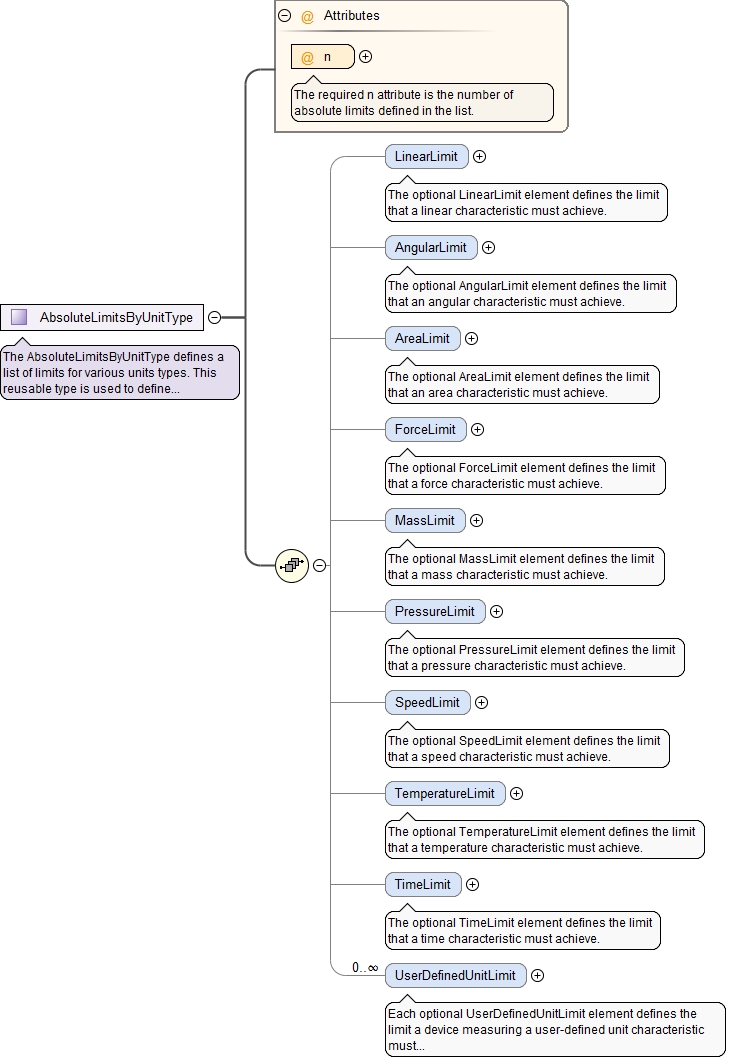 @ Attributes
@ n
The required n attribute is the number of
absolute limits defined in the list.
LinearLimit
The optional LinearLimit element defines the limit
that a linear characteristic must achieve.
AngularLimit
The optional AngularLimit element defines the limit
that an angular characteristic must achieve.
AbsoluteLimitsByUnitType
The AbsoluteLimitsByUnitType defines a
list of limits for various units types. This
reusable type is used to define...
AreaLimit
The optional AreaLimit element defines the limit
that an area characteristic must achieve.
ForceLimit
The optional ForceLimit element defines the limit
that a force characteristic must achieve.
MassLimit
The optional MassLimit element defines the limit
that a mass characteristic must achieve.
PressureLimit
The optional PressureLimit element defines the limit
that a pressure characteristic must achieve.
SpeedLimit
The optional SpeedLimit element defines the limit
that a speed characteristic must achieve.
TemperatureLimit
The optional TemperatureLimit element defines the limit
that a temperature characteristic must achieve.
TimeLimit
The optional TimeLimit element defines the limit
that a time characteristic must achieve.
0..∞
UserDefinedUnitLimit
Each optional UserDefinedUnitLimit element defines the
limit a device measuring a user-defined unit characteristic
must...